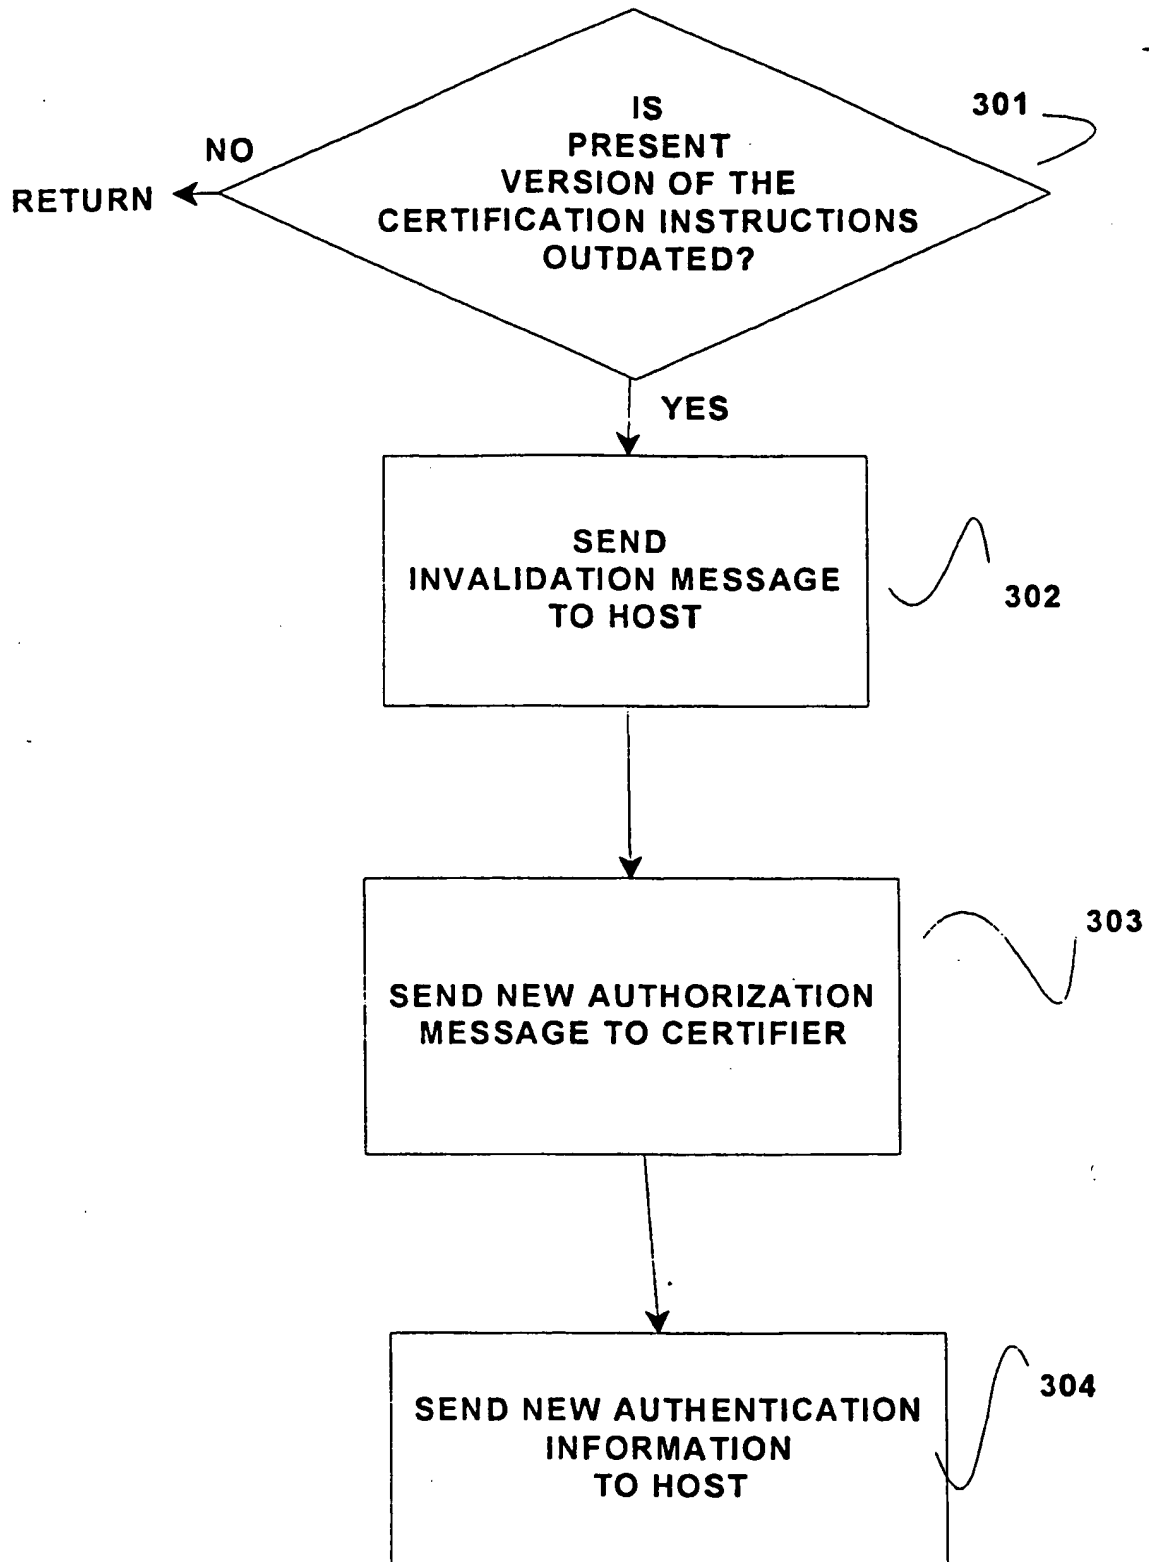 IS
PRESENT
VERSION OF THE
CERTIFICATION INSTRUCTIONS
OUTDATED?
301
NO
RETURN
YES
SEND
INVALIDATION MESSAGE
TO HOST
302
303
SEND NEW AUTHORIZATION
MESSAGE TO CERTIFIER
304
SEND NEW AUTHENTICATION
INFORMATION
TO HOST